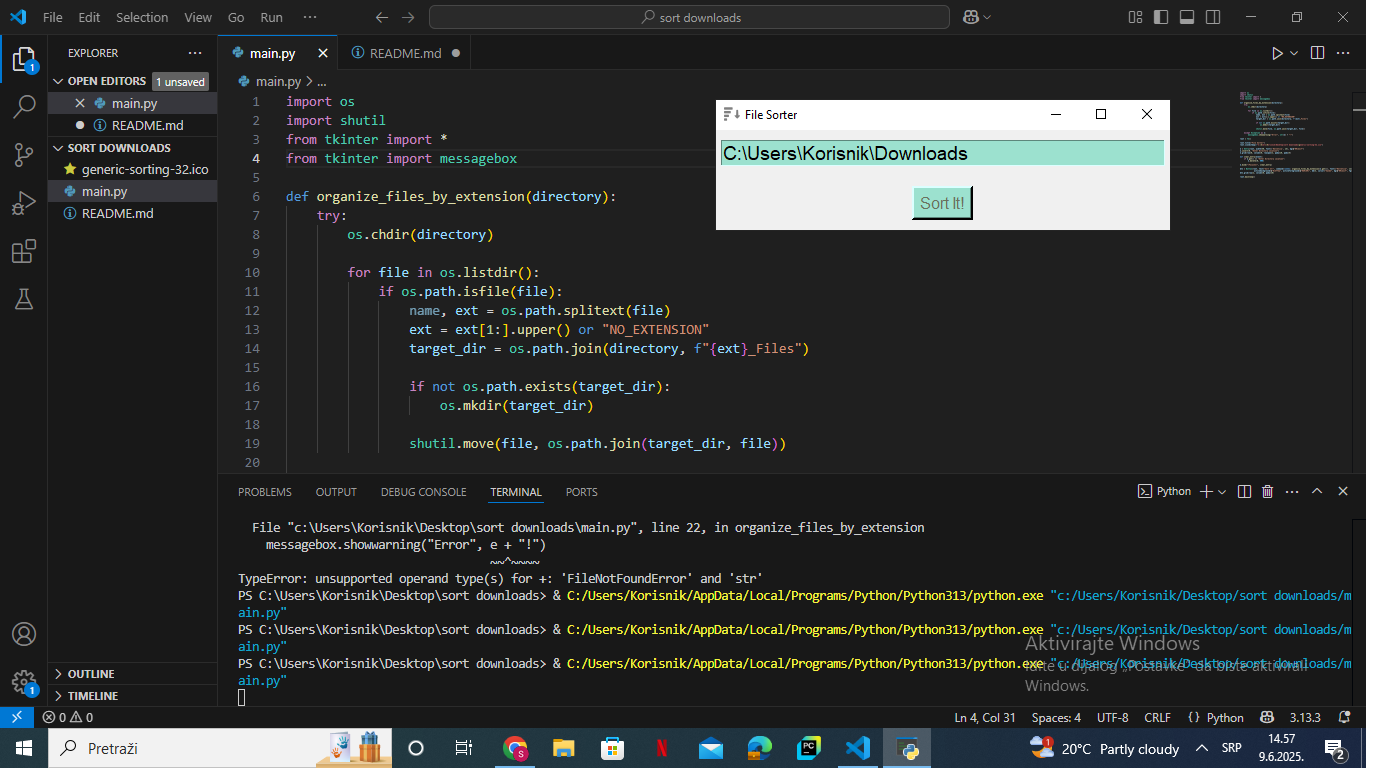 File Edit Selection View Go Run ··· sort downloads
EXPLORER ···
OPEN EDITORS 1 unsaved
main.py
README.md
SORT DOWNLOADS
generic-sorting-32.ico
main.py
README.md
OUTLINE
TIMELINE
main.py README.md
main.py > ...
1 import os
2 import shutil
3 from tkinter import *
4 from tkinter import messagebox
5
6 def organize_files_by_extension(directory):
7 try:
8 os.chdir(directory)
9
10 for file in os.listdir():
11 if os.path.isfile(file):
12 name, ext = os.path.splitext(file)
13 ext = ext[1:].upper() or "NO_EXTENSION"
14 target_dir = os.path.join(directory, f"{ext}_Files")
15
16 if not os.path.exists(target_dir):
17 os.mkdir(target_dir)
18
19 shutil.move(file, os.path.join(target_dir, file))
20
File Sorter
C:\Users\Korisnik\Downloads
Sort It!
PROBLEMS OUTPUT DEBUG CONSOLE TERMINAL PORTS Python
File "c:\Users\Korisnik\Desktop\sort downloads\main.py", line 22, in organize_files_by_extension
messagebox.showwarning("Error", e + "!")
~~^~~~~
TypeError: unsupported operand type(s) for +: 'FileNotFoundError' and 'str'
PS C:\Users\Korisnik\Desktop\sort downloads> & C:/Users/Korisnik/AppData/Local/Programs/Python/Python313/python.exe "c:/Users/Korisnik/Desktop/sort downloads/m
ain.py"
PS C:\Users\Korisnik\Desktop\sort downloads> & C:/Users/Korisnik/AppData/Local/Programs/Python/Python313/python.exe "c:/Users/Korisnik/Desktop/sort downloads/m
ain.py"
PS C:\Users\Korisnik\Desktop\sort downloads> & C:/Users/Korisnik/AppData/Local/Programs/Python/Python313/python.exe "c:/Users/Korisnik/Desktop/sort downloads/m
ain.py"
Aktivirajte Windows
Idite u dijalog „Postavke“ da biste aktivirali
Windows.
0 0 Ln 4, Col 31 Spaces: 4 UTF-8 CRLF {} Python 3.13.3
Pretraži 20°C Partly cloudy SRP 14.57
9.6.2025. 2